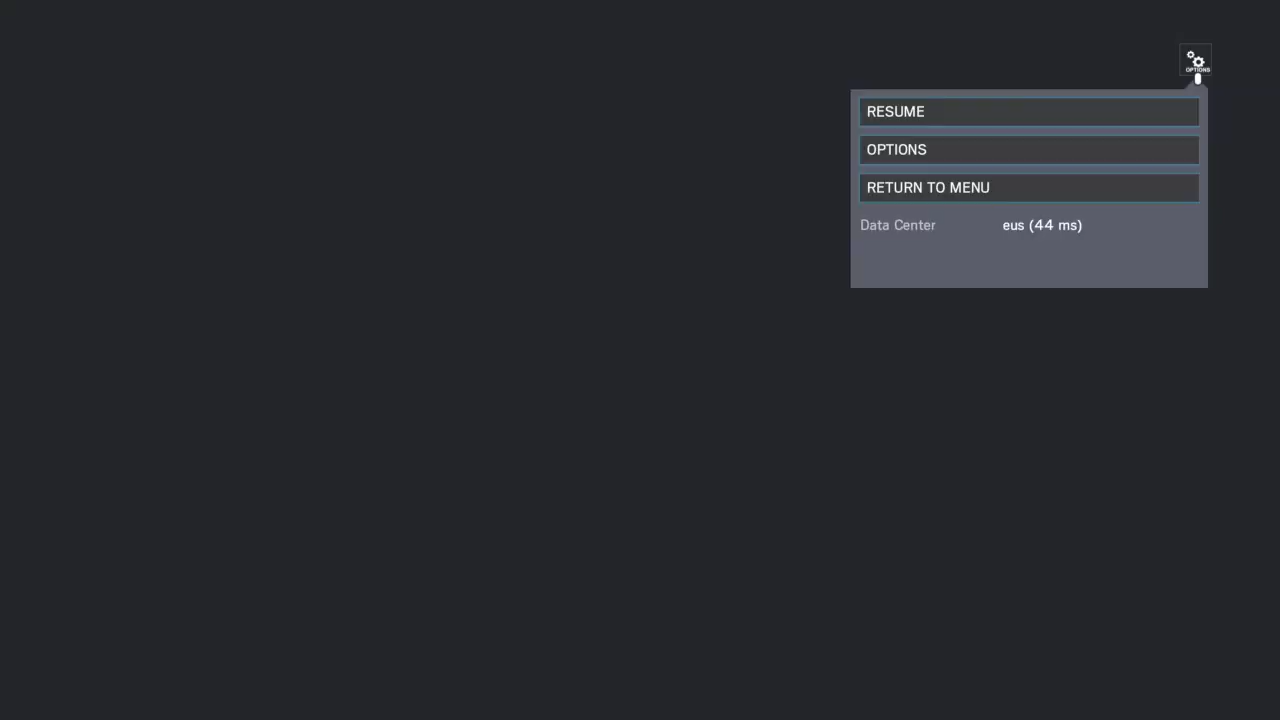 OPTIONS
RESUME
OPTIONS
RETURN TO MENU
Data Center eus (44 ms)